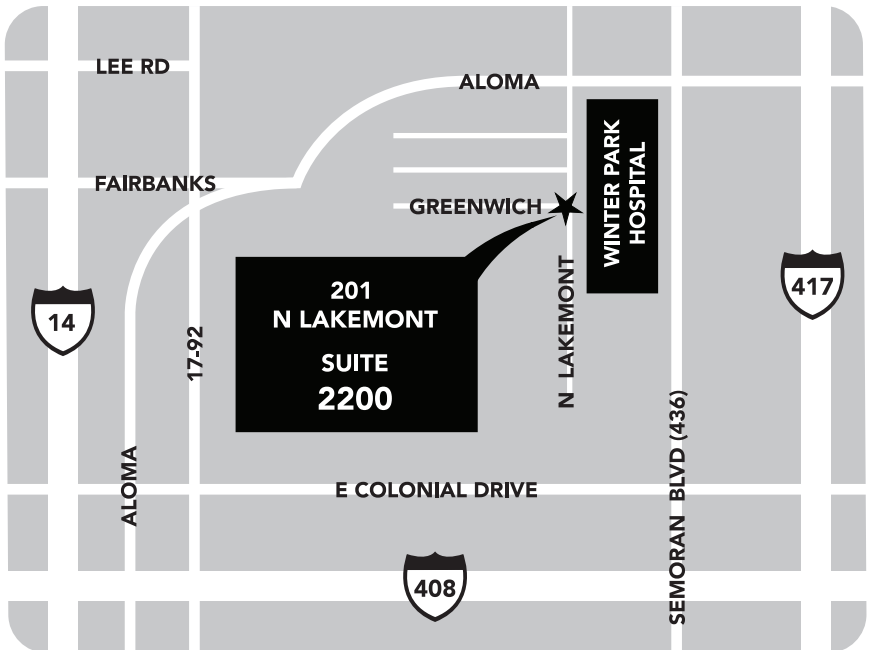 LEE RD
ALOMA
WINTER PARK
HOSPITAL
FAIRBANKS
GREENWICH
201
N LAKEMONT
SUITE
2200
N LAKEMONT
417
14
17-92
ALOMA
E COLONIAL DRIVE
SEMORAN BLVD (436)
408